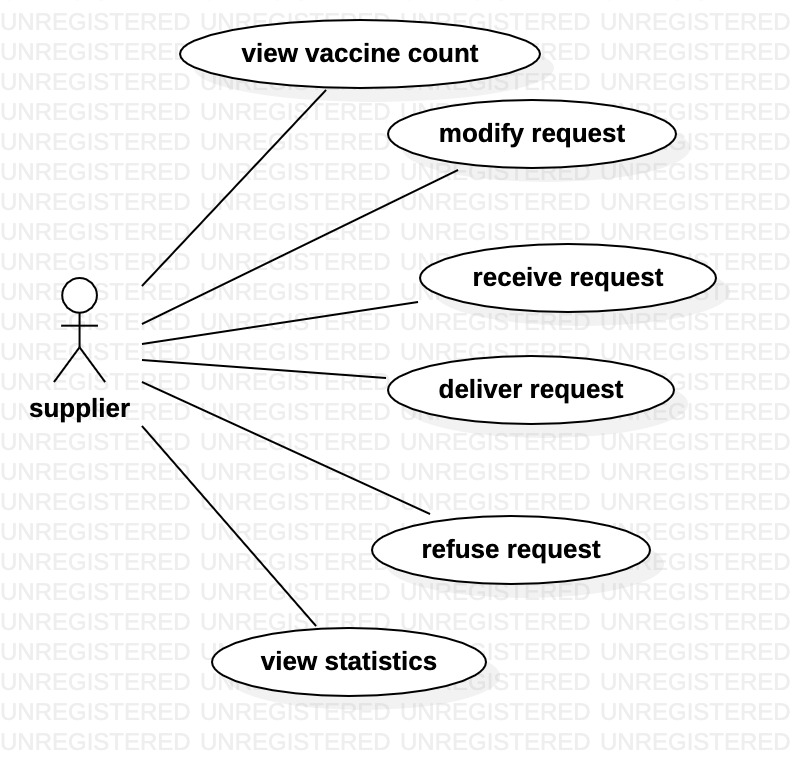 view vaccine count
modify request
receive request
deliver request
supplier
refuse request
view statistics
UNREGISTERED